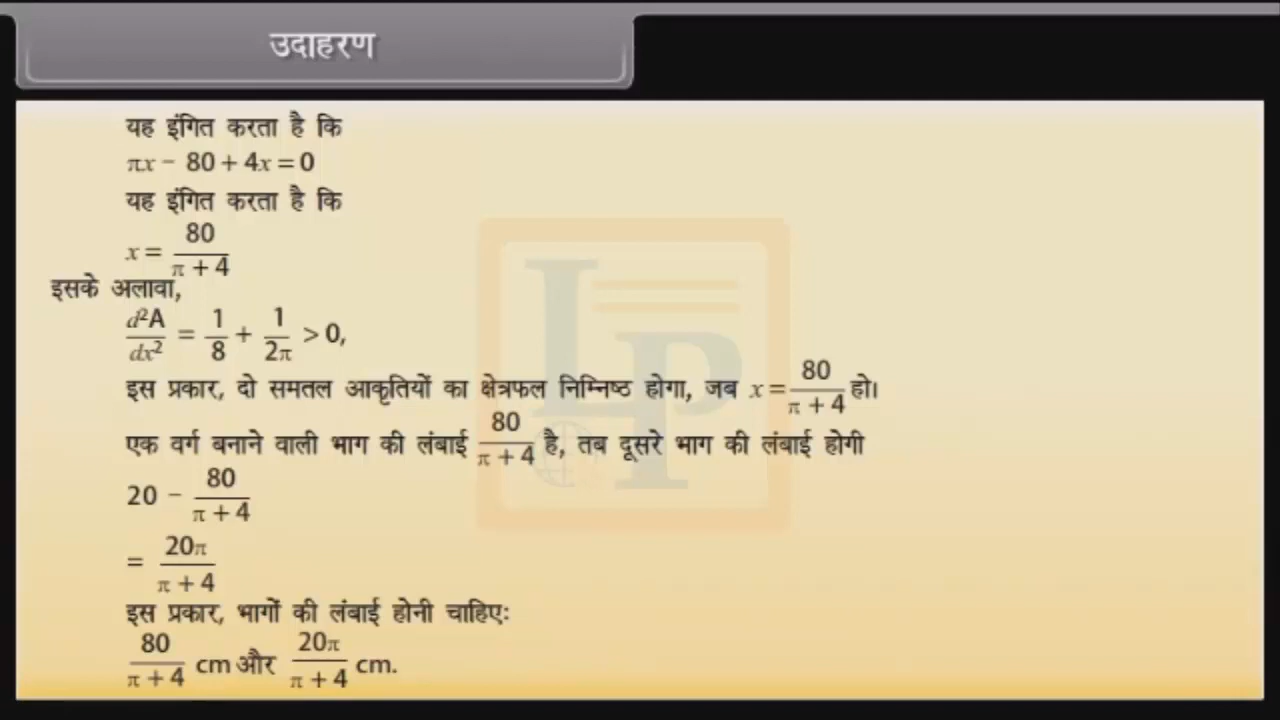 उदाहरण
यह इंगित करता है कि
πx − 80 + 4x = 0
यह इंगित करता है कि
x = 80/(π + 4)
इसके अलावा,
d²A/dx² = 1/8 + 1/2π > 0,
इस प्रकार, दो समतल आकृतियों का क्षेत्रफल निम्निष्ठ होगा, जब x = 80/(π + 4) हो।
एक वर्ग बनाने वाली भाग की लंबाई 80/(π + 4) है, तब दूसरे भाग की लंबाई होगी
20 − 80/(π + 4)
= 20π/(π + 4)
इस प्रकार, भागों की लंबाई होनी चाहिएः
80/(π + 4) cm और 20π/(π + 4) cm.
LP